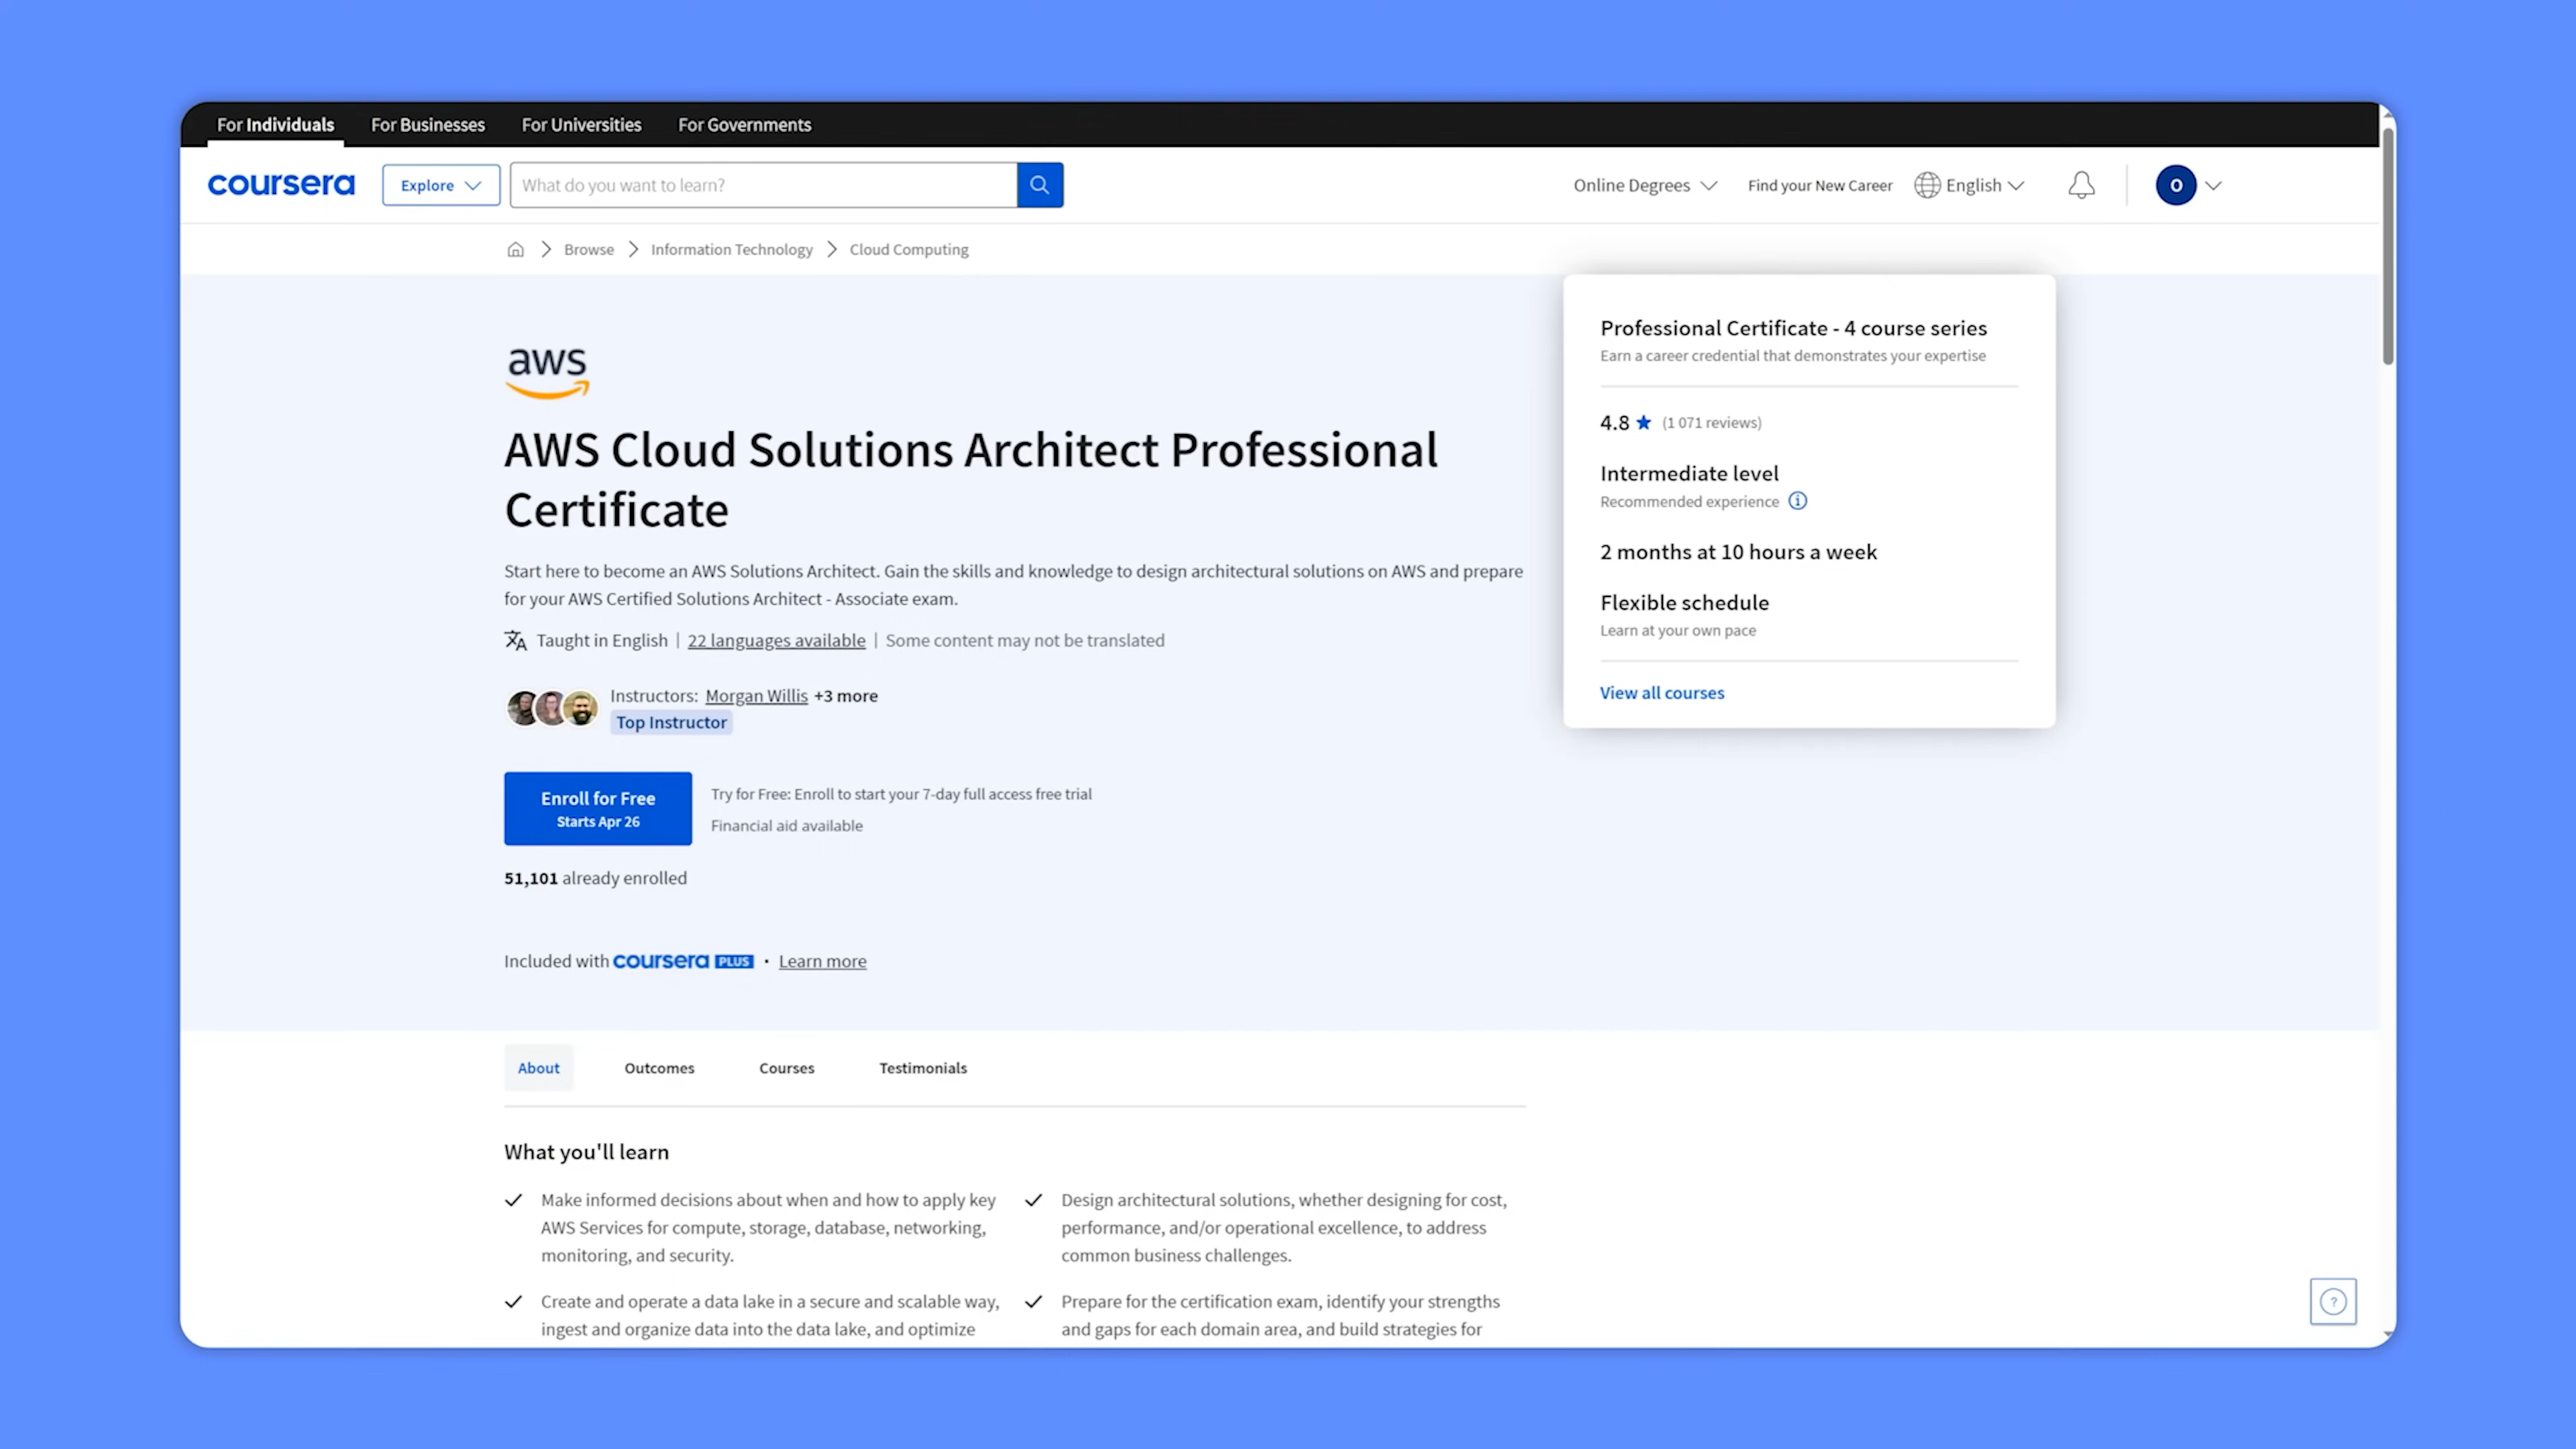 For Individuals For Businesses For Universities For Governments
coursera Explore What do you want to learn? Online Degrees Find your New Career English O
Browse Information Technology Cloud Computing
aws
AWS Cloud Solutions Architect Professional
Certificate
Start here to become an AWS Solutions Architect. Gain the skills and knowledge to design architectural solutions on AWS and prepare
for your AWS Certified Solutions Architect - Associate exam.
Taught in English | 22 languages available | Some content may not be translated
Instructors: Morgan Willis +3 more
Top Instructor
Enroll for Free
Starts Apr 26
Try for Free: Enroll to start your 7-day full access free trial
Financial aid available
51,101 already enrolled
Included with coursera PLUS • Learn more
Professional Certificate - 4 course series
Earn a career credential that demonstrates your expertise
4.8 ★ (1 071 reviews)
Intermediate level
Recommended experience
2 months at 10 hours a week
Flexible schedule
Learn at your own pace
View all courses
About Outcomes Courses Testimonials
What you'll learn
Make informed decisions about when and how to apply key
AWS Services for compute, storage, database, networking,
monitoring, and security.
Design architectural solutions, whether designing for cost,
performance, and/or operational excellence, to address
common business challenges.
Create and operate a data lake in a secure and scalable way,
ingest and organize data into the data lake, and optimize
Prepare for the certification exam, identify your strengths
and gaps for each domain area, and build strategies for
?